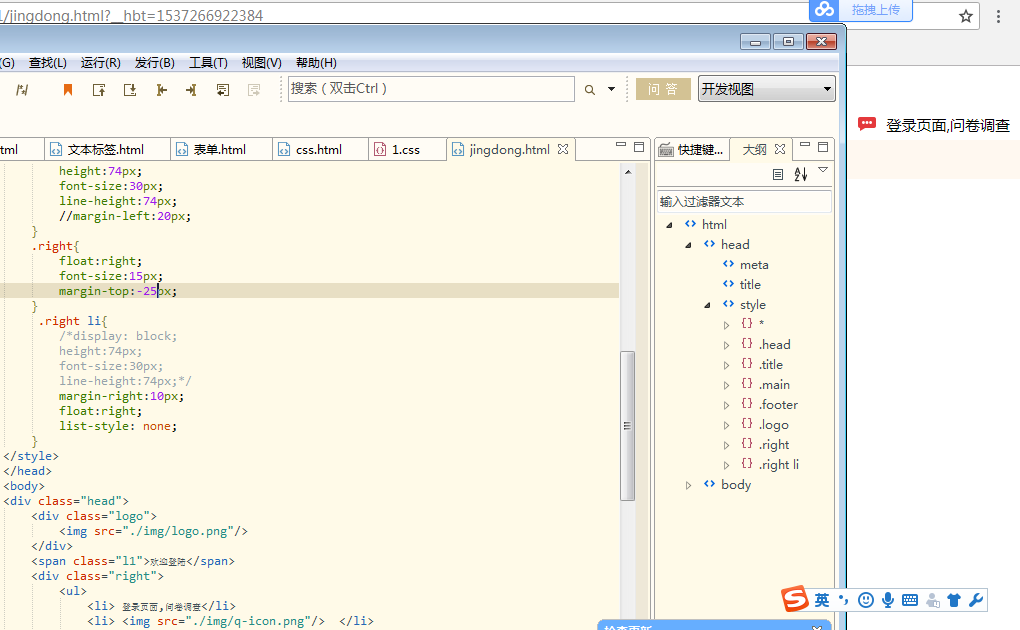 l/jingdong.html?__hbt=1537266922384
拖拽上传
(G) 查找(L) 运行(R) 发行(B) 工具(T) 视图(V) 帮助(H)
搜索（双击Ctrl）
问 答
开发视图
tml 文本标签.html 表单.html css.html 1.css jingdong.html
快捷键... 大纲
登录页面,问卷调查
输入过滤器文本
height:74px;
font-size:30px;
line-height:74px;
//margin-left:20px;
}
.right{
float:right;
font-size:15px;
margin-top:-25px;
}
.right li{
/*display: block;
height:74px;
font-size:30px;
line-height:74px;*/
margin-right:10px;
float:right;
list-style: none;
}
</style>
</head>
<body>
<div class="head">
<div class="logo">
<img src="./img/logo.png"/>
</div>
<span class="l1">欢迎登陆</span>
<div class="right">
<ul>
<li> 登录页面,问卷调查</li>
<li> <img src="./img/q-icon.png"/> </li>
html
head
meta
title
style
*
.head
.title
.main
.footer
.logo
.right
.right li
body
英
检查更新